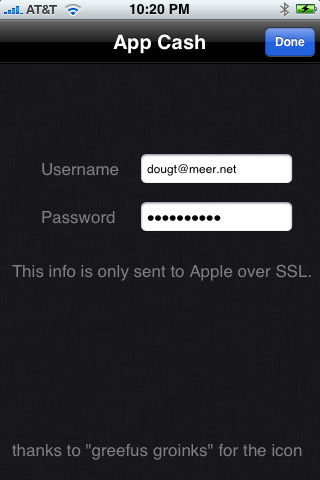 AT&T 10:20 PM
App Cash Done
Username dougt@meer.net
Password ••••••••••
This info is only sent to Apple over SSL.
thanks to "greefus groinks" for the icon